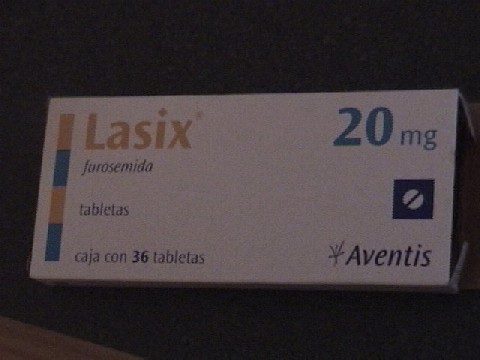 Lasix®
20 mg
furosemida
tabletas
caja con 36 tabletas
Aventis